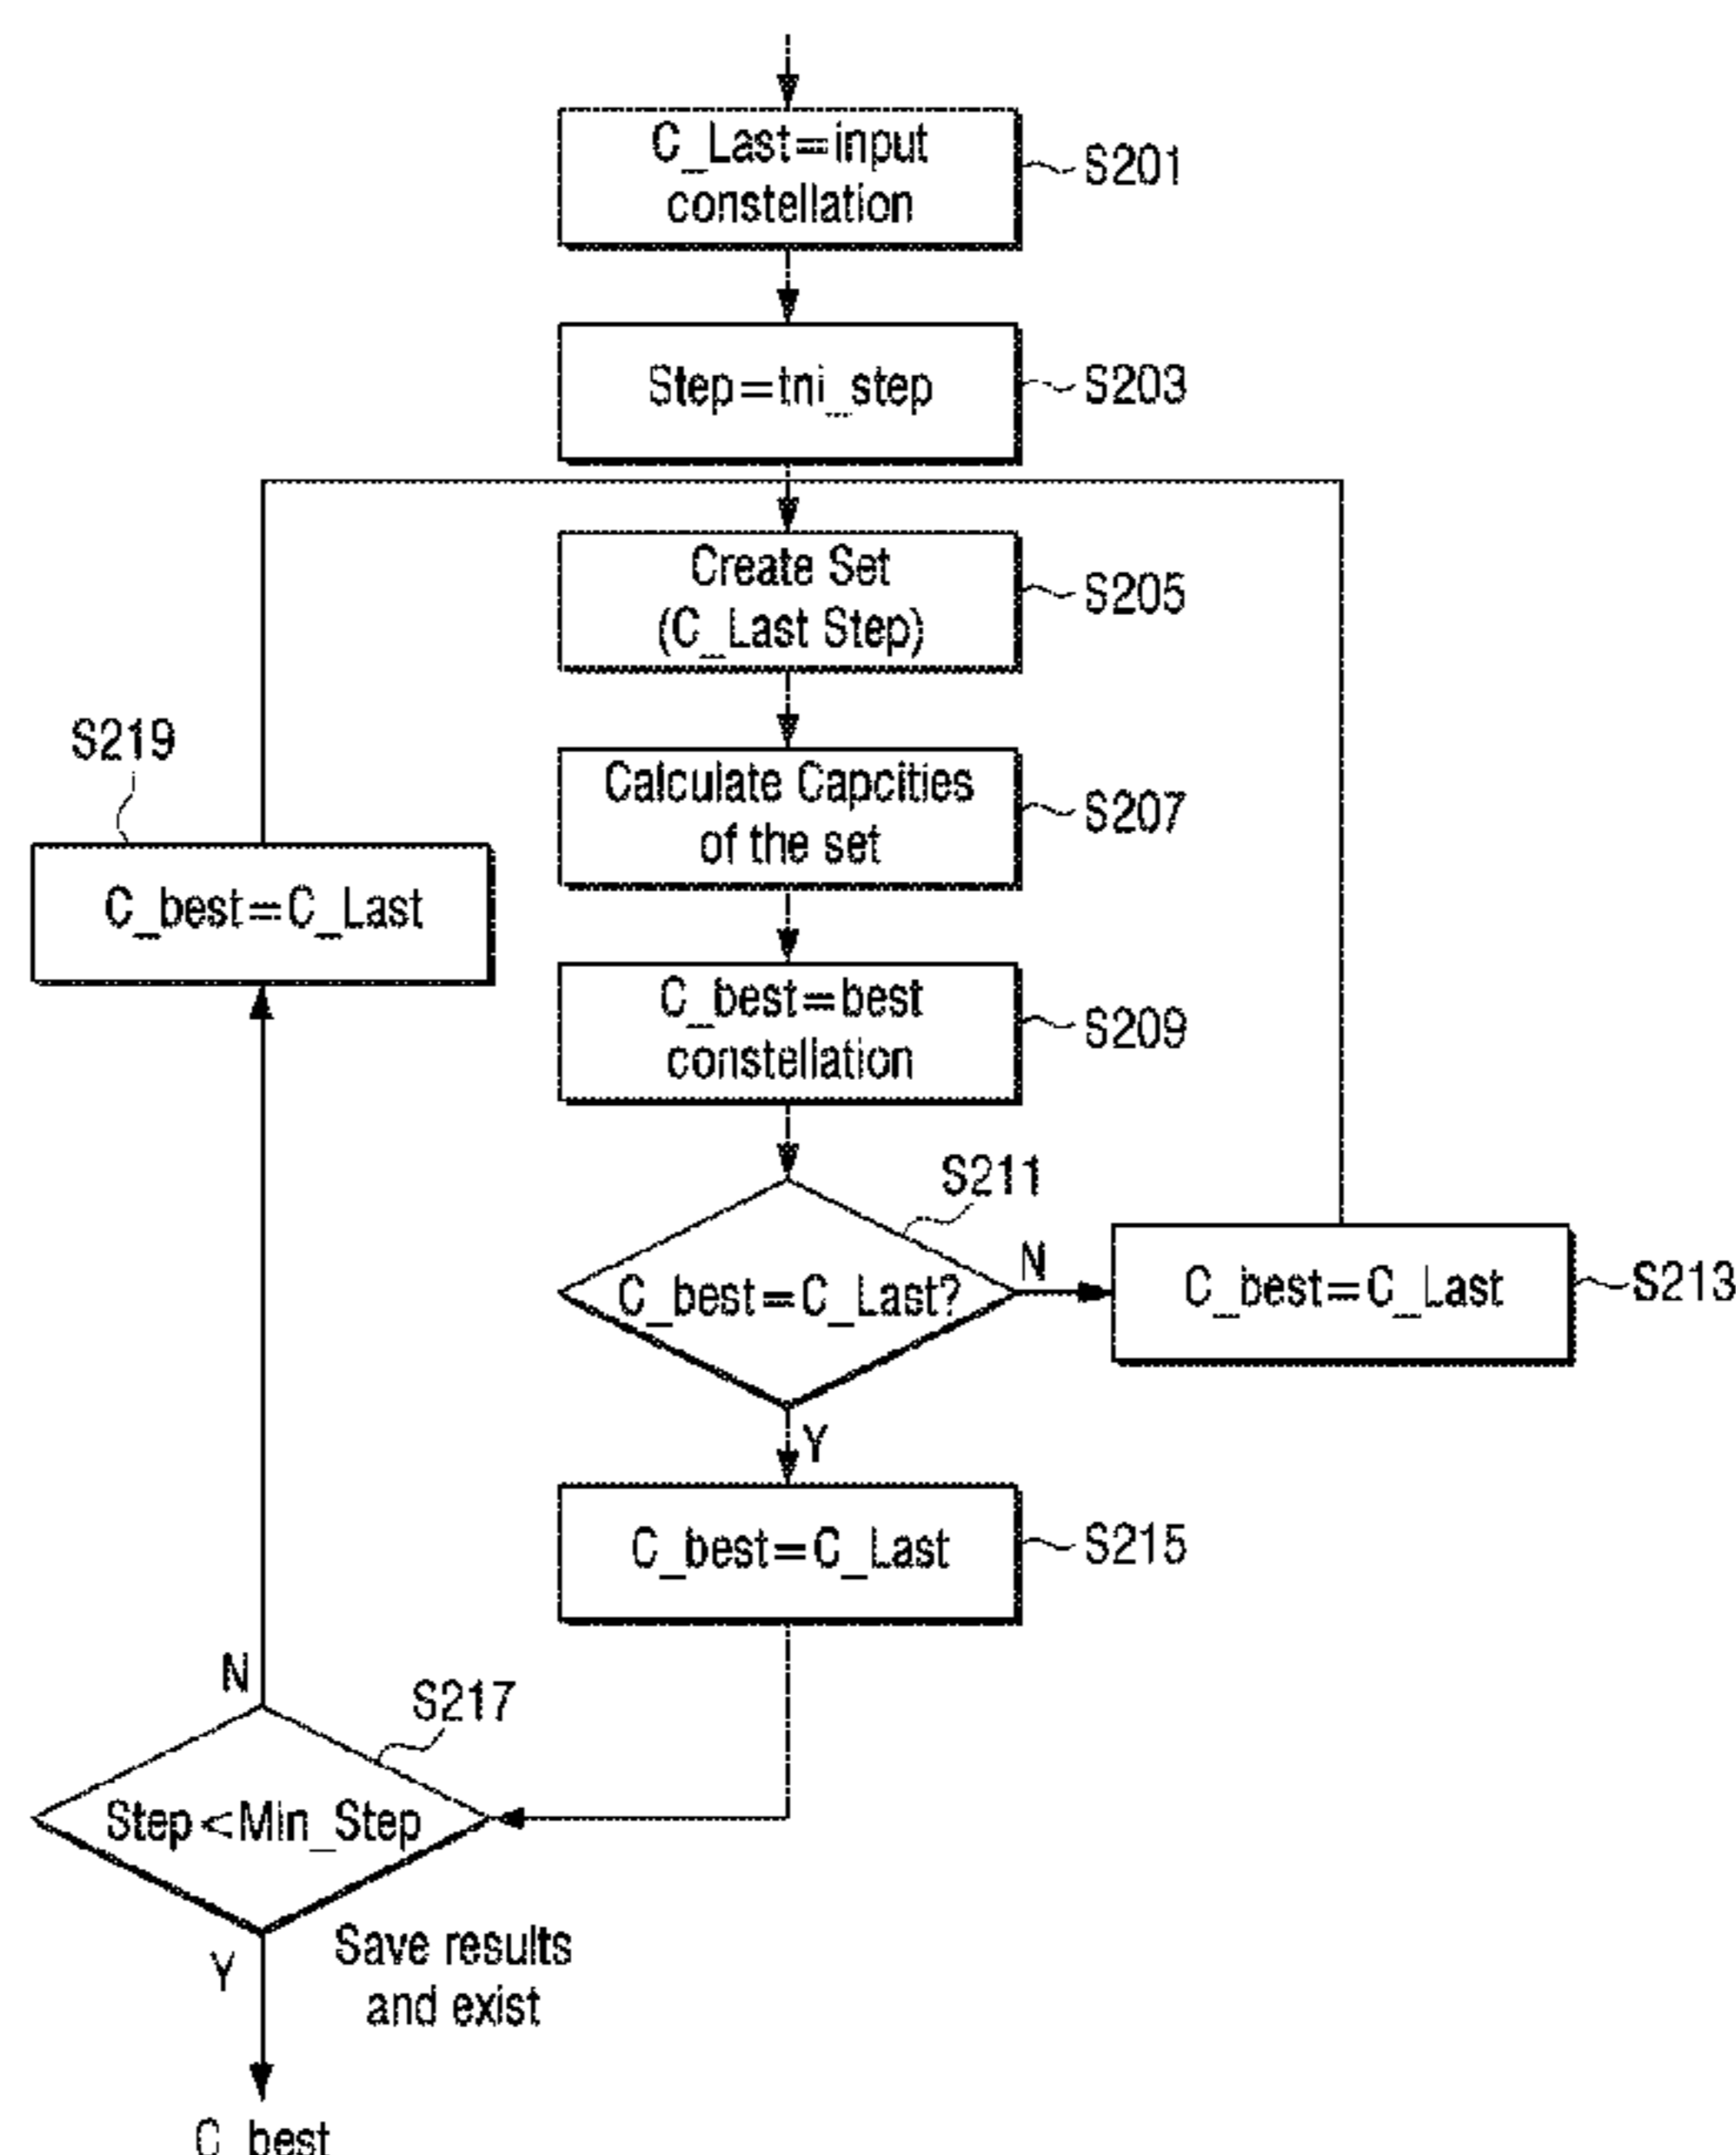 C_Last=input
constellation
S201
Step=tni_step
S203
Create Set
(C_Last Step)
S205
S219
Calculate Capcities
of the set
S207
C_best=C_Last
C_best=best
constellation
S209
S211
C_best=C_Last?
N
C_best=C_Last
S213
Y
C_best=C_Last
S215
N
S217
Step<Min_Step
Y
Save results
and exist
C_best